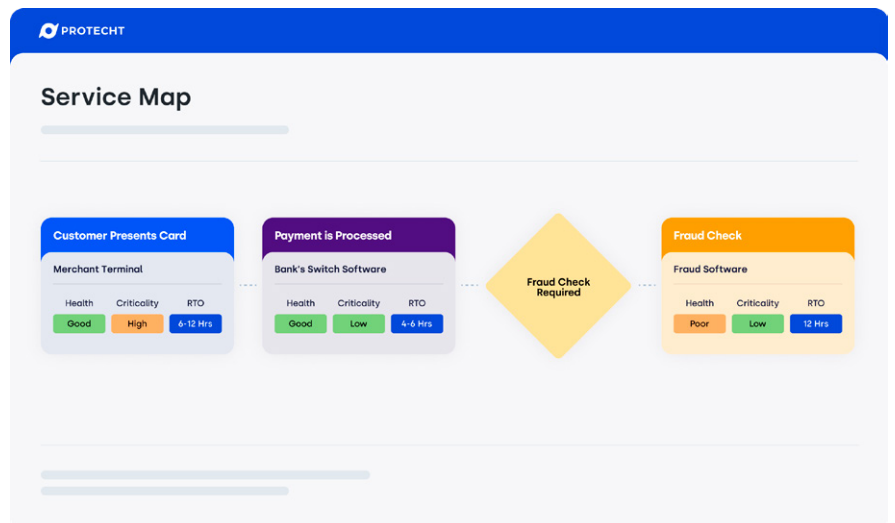 PROTECHT
Service Map
Customer Presents Card
Merchant Terminal
Health Criticality RTO
Good High 6-12 Hrs
Payment is Processed
Bank's Switch Software
Health Criticality RTO
Good Low 4-6 Hrs
Fraud Check
Required
Fraud Check
Fraud Software
Health Criticality RTO
Poor Low 12 Hrs